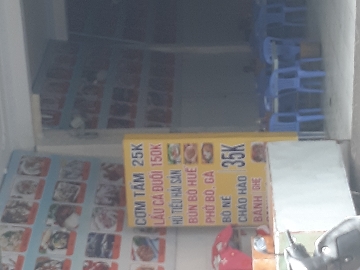 CƠM TẤM 25K
LẨU CÁ ĐUỐI 150K
HỦ TIẾU HẢI SẢN
BÚN BÒ HUẾ
PHỞ BÒ, GÀ
BÒ NÉ 35K
CHÁO HÀO
BÁNH